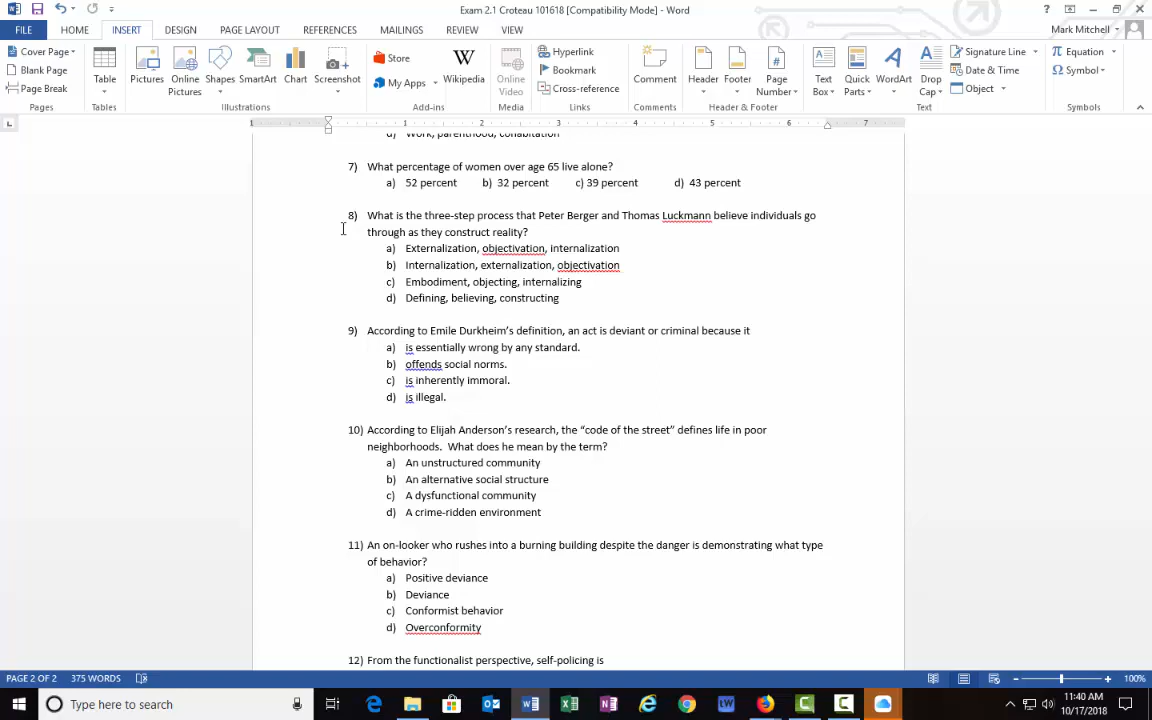 Exam 2.1 Croteau 101618 [Compatibility Mode] - Word
FILE HOME INSERT DESIGN PAGE LAYOUT REFERENCES MAILINGS REVIEW VIEW Mark Mitchell
Cover Page
Blank Page
Page Break
Pages
Table
Tables
Pictures
Online Pictures
Shapes
SmartArt
Chart
Screenshot
Illustrations
Store
My Apps
Wikipedia
Add-ins
Online Video
Media
Hyperlink
Bookmark
Cross-reference
Links
Comment
Comments
Header
Footer
Page Number
Header & Footer
Text Box
Quick Parts
WordArt
Drop Cap
Signature Line
Date & Time
Object
Text
Equation
Symbol
Symbols
1 1 2 3 4 5 6 7
d) Work, parenthood, cohabitation
7) What percentage of women over age 65 live alone?
a) 52 percent b) 32 percent c) 39 percent d) 43 percent
8) What is the three-step process that Peter Berger and Thomas Luckmann believe individuals go
through as they construct reality?
a) Externalization, objectivation, internalization
b) Internalization, externalization, objectivation
c) Embodiment, objecting, internalizing
d) Defining, believing, constructing
9) According to Emile Durkheim's definition, an act is deviant or criminal because it
a) is essentially wrong by any standard.
b) offends social norms.
c) is inherently immoral.
d) is illegal.
10) According to Elijah Anderson's research, the “code of the street” defines life in poor
neighborhoods. What does he mean by the term?
a) An unstructured community
b) An alternative social structure
c) A dysfunctional community
d) A crime-ridden environment
11) An on-looker who rushes into a burning building despite the danger is demonstrating what type
of behavior?
a) Positive deviance
b) Deviance
c) Conformist behavior
d) Overconformity
12) From the functionalist perspective, self-policing is
PAGE 2 OF 2 375 WORDS 100%
Type here to search
11:40 AM
10/17/2018